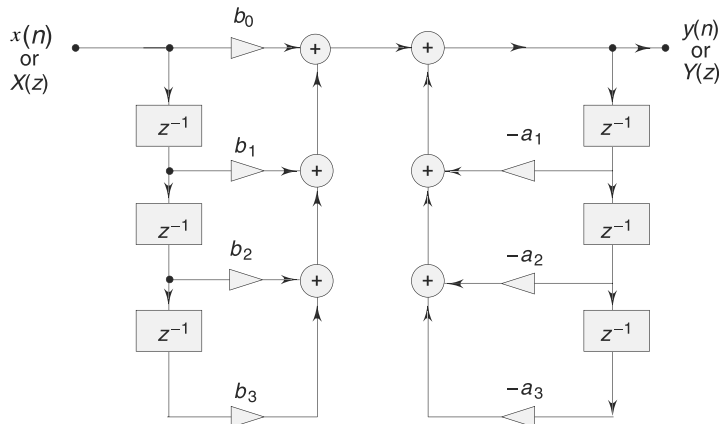 x(n)
or
X(z)
b₀
y(n)
or
Y(z)
z⁻¹
z⁻¹
b₁
−a₁
z⁻¹
z⁻¹
b₂
−a₂
z⁻¹
z⁻¹
b₃
−a₃
+
+
+
+
+
+